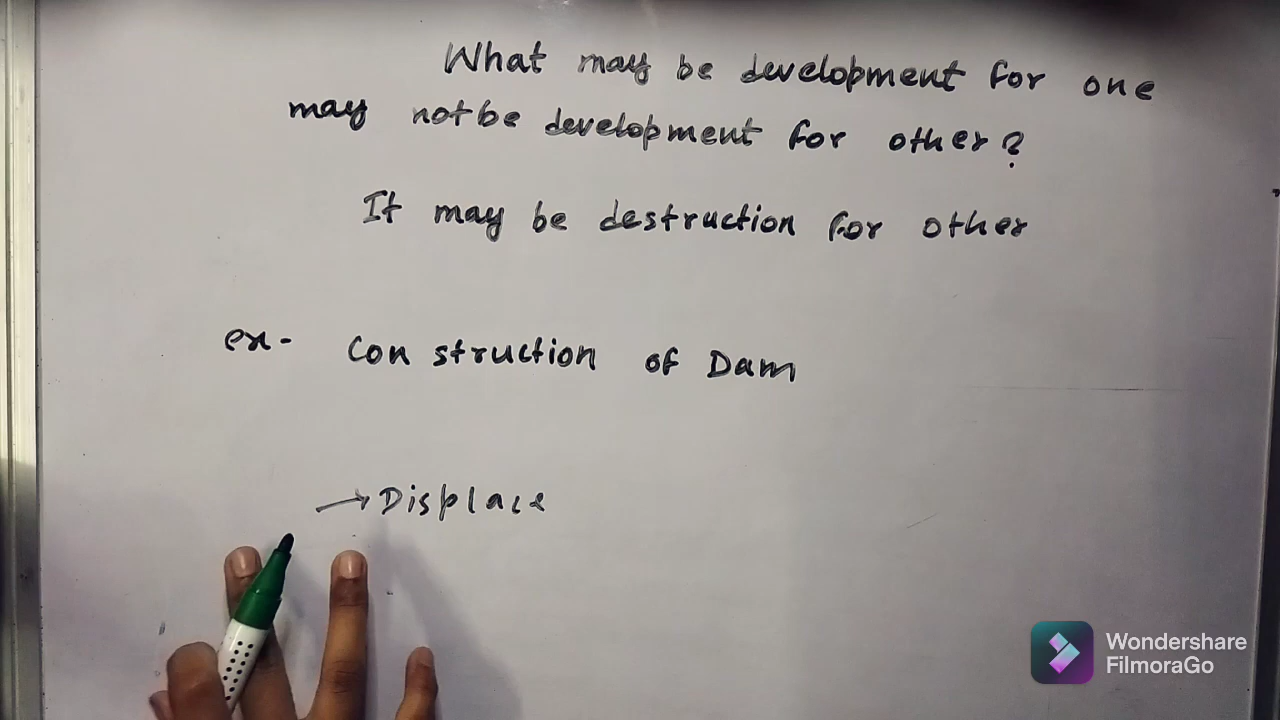 What may be development for one
may not be development for other?
It may be destruction for other
ex- Construction of Dam
→ Displace
Wondershare
FilmoraGo